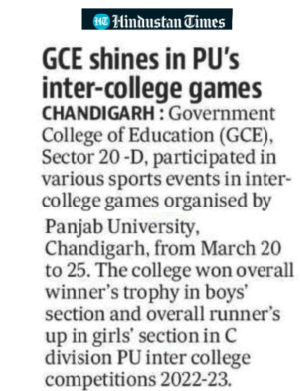 ht Hindustan Times
GCE shines in PU's
inter-college games
CHANDIGARH : Government
College of Education (GCE),
Sector 20 -D, participated in
various sports events in inter-
college games organised by
Panjab University,
Chandigarh, from March 20
to 25. The college won overall
winner's trophy in boys'
section and overall runner's
up in girls' section in C
division PU inter college
competitions 2022-23.